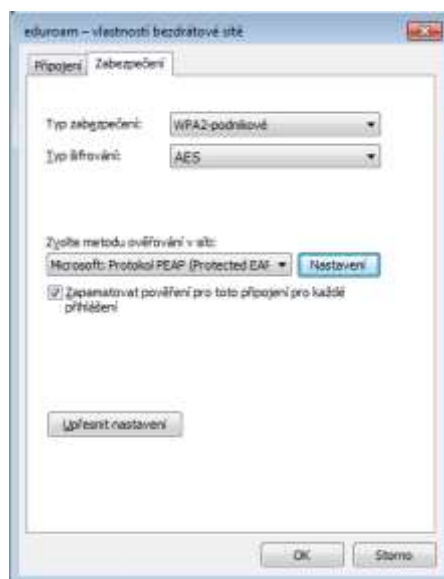 eduroam – vlastnosti bezdrátové sítě
Připojení Zabezpečení
Typ zabezpečení: WPA2-podnikové
Typ šifrování: AES
Zvolte metodu ověřování v síti:
Microsoft: Protokol PEAP (Protected EAP Nastavení
Zapamatovat pověření pro toto připojení pro každé
přihlášení
Upřesnit nastavení
OK Storno